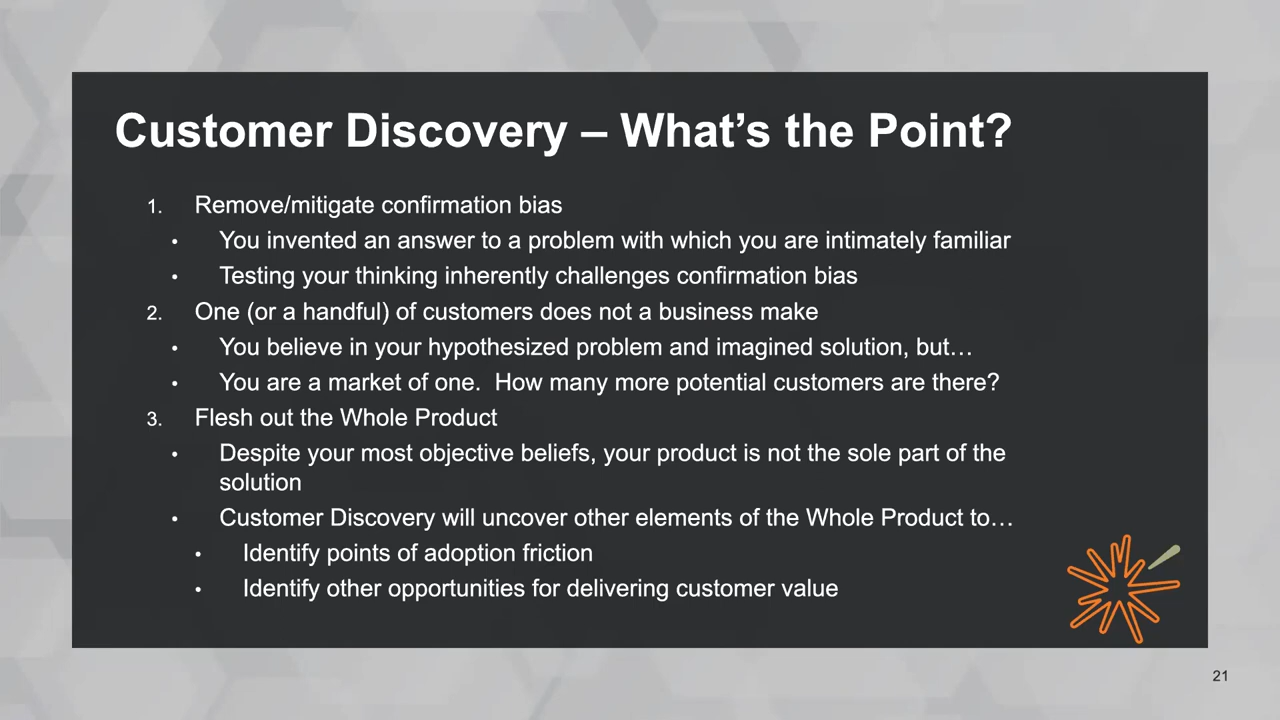 Customer Discovery – What’s the Point?
1. Remove/mitigate confirmation bias
• You invented an answer to a problem with which you are intimately familiar
• Testing your thinking inherently challenges confirmation bias
2. One (or a handful) of customers does not a business make
• You believe in your hypothesized problem and imagined solution, but…
• You are a market of one.  How many more potential customers are there?
3. Flesh out the Whole Product
• Despite your most objective beliefs, your product is not the sole part of the
solution
• Customer Discovery will uncover other elements of the Whole Product to…
• Identify points of adoption friction
• Identify other opportunities for delivering customer value
21